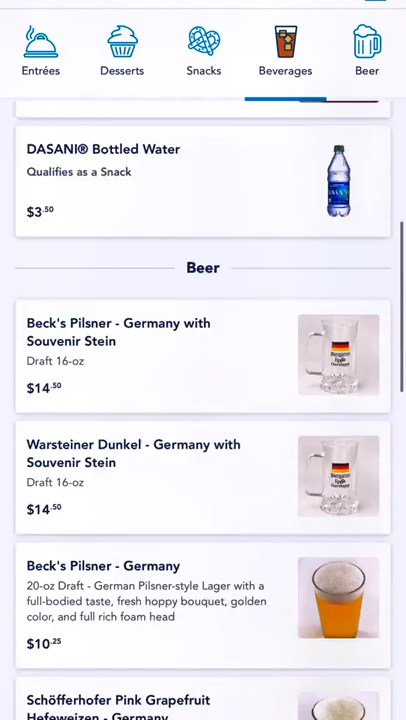 Entrées
Desserts
Snacks
Beverages
Beer
DASANI® Bottled Water
Qualifies as a Snack
$3.50
Beer
Beck's Pilsner - Germany with
Souvenir Stein
Draft 16-oz
$14.50
Warsteiner Dunkel - Germany with
Souvenir Stein
Draft 16-oz
$14.50
Beck's Pilsner - Germany
20-oz Draft - German Pilsner-style Lager with a
full-bodied taste, fresh hoppy bouquet, golden
color, and full rich foam head
$10.25
Schöfferhofer Pink Grapefruit
Hefeweizen - Germany